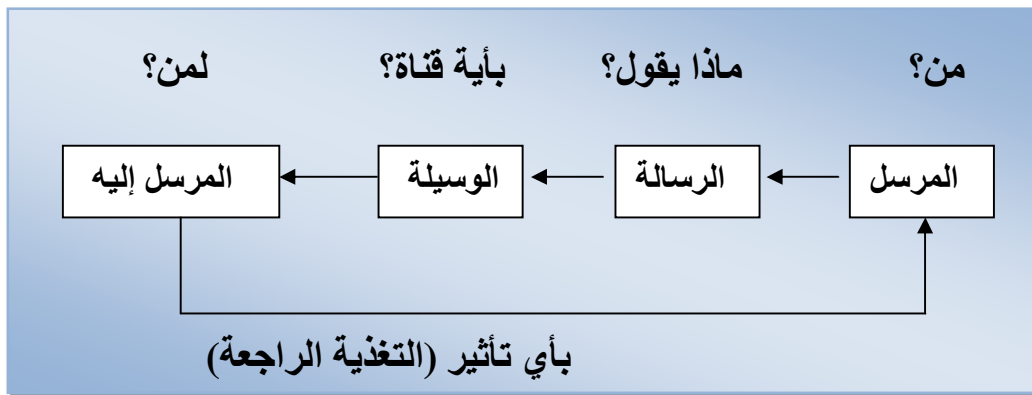 من؟ ماذا يقول؟ بأية قناة؟ لمن؟
المرسل الرسالة الوسيلة المرسل إليه
بأي تأثير (التغذية الراجعة)